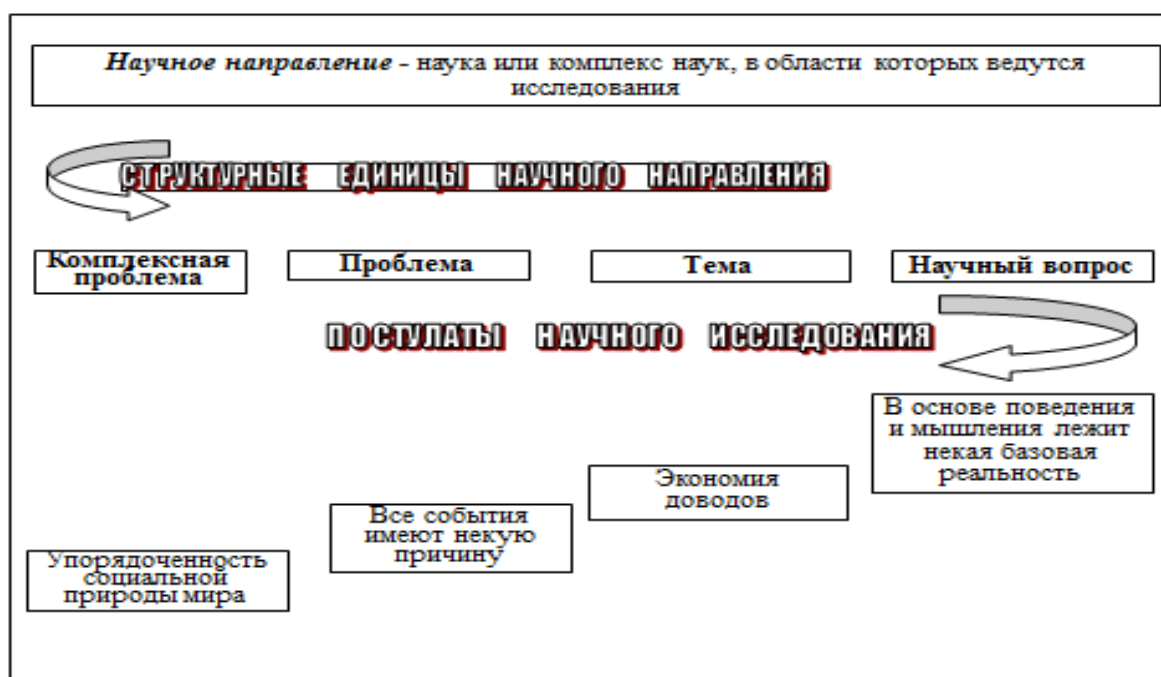 Научное направление - наука или комплекс наук, в области которых ведутся
исследования
СТРУКТУРНЫЕ ЕДИНИЦЫ НАУЧНОГО НАПРАВЛЕНИЯ
Комплексная
проблема
Проблема
Тема
Научный вопрос
ПОСТУЛАТЫ НАУЧНОГО ИССЛЕДОВАНИЯ
В основе поведения
и мышления лежит
некая базовая
реальность
Экономия
доводов
Все события
имеют некую
причину
Упорядоченность
социальной
природы мира